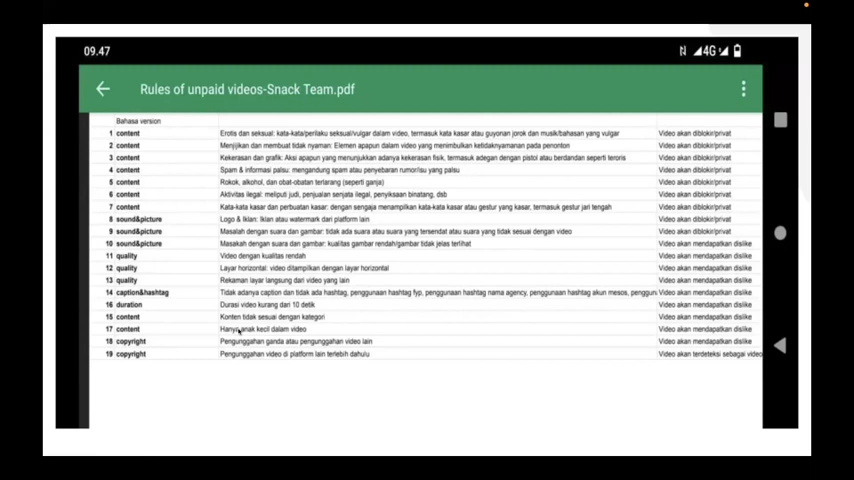 09.47
4G
Rules of unpaid videos-Snack Team.pdf
Bahasa version
1 content Erotis dan seksual: kata-kata/perilaku seksual/vulgar dalam video, termasuk kata kasar atau guyonan jorok dan musik/bahasan yang vulgar Video akan diblokir/privat
2 content Menjijikan dan membuat tidak nyaman: Elemen apapun dalam video yang menimbulkan ketidaknyamanan pada penonton Video akan diblokir/privat
3 content Kekerasan dan grafik: Aksi apapun yang menunjukkan adanya kekerasan fisik, termasuk adegan dengan pistol atau berdandan seperti teroris Video akan diblokir/privat
4 content Spam & informasi palsu: mengandung spam atau penyebaran rumor/isu yang palsu Video akan diblokir/privat
5 content Rokok, alkohol, dan obat-obatan terlarang (seperti ganja) Video akan diblokir/privat
6 content Aktivitas ilegal: meliputi judi, penjualan senjata ilegal, penyiksaan binatang, dsb Video akan diblokir/privat
7 content Kata-kata kasar dan perbuatan kasar: dengan sengaja menampilkan kata-kata kasar atau gestur yang kasar, termasuk gestur jari tengah Video akan diblokir/privat
8 sound&picture Logo & Iklan: Iklan atau watermark dari platform lain Video akan diblokir/privat
9 sound&picture Masalah dengan suara dan gambar: tidak ada suara atau suara yang tersendat atau suara yang tidak sesuai dengan video Video akan diblokir/privat
10 sound&picture Masakah dengan suara dan gambar: kualitas gambar rendah/gambar tidak jelas terlihat Video akan mendapatkan dislike
11 quality Video dengan kualitas rendah Video akan mendapatkan dislike
12 quality Layar horizontal: video ditampilkan dengan layar horizontal Video akan mendapatkan dislike
13 quality Rekaman layar langsung dari video yang lain Video akan mendapatkan dislike
14 caption&hashtag Tidak adanya caption dan tidak ada hashtag, penggunaan hashtag fyp, penggunaan hashtag nama agency, penggunaan hashtag akun mesos, penggun Video akan mendapatkan dislike
16 duration Durasi video kurang dari 10 detik Video akan mendapatkan dislike
15 content Konten tidak sesuai dengan kategori Video akan mendapatkan dislike
17 content Hanya anak kecil dalam video Video akan mendapatkan dislike
18 copyright Pengunggahan ganda atau pengunggahan video lain Video akan mendapatkan dislike
19 copyright Pengunggahan video di platform lain terlebih dahulu Video akan terdeteksi sebagai video